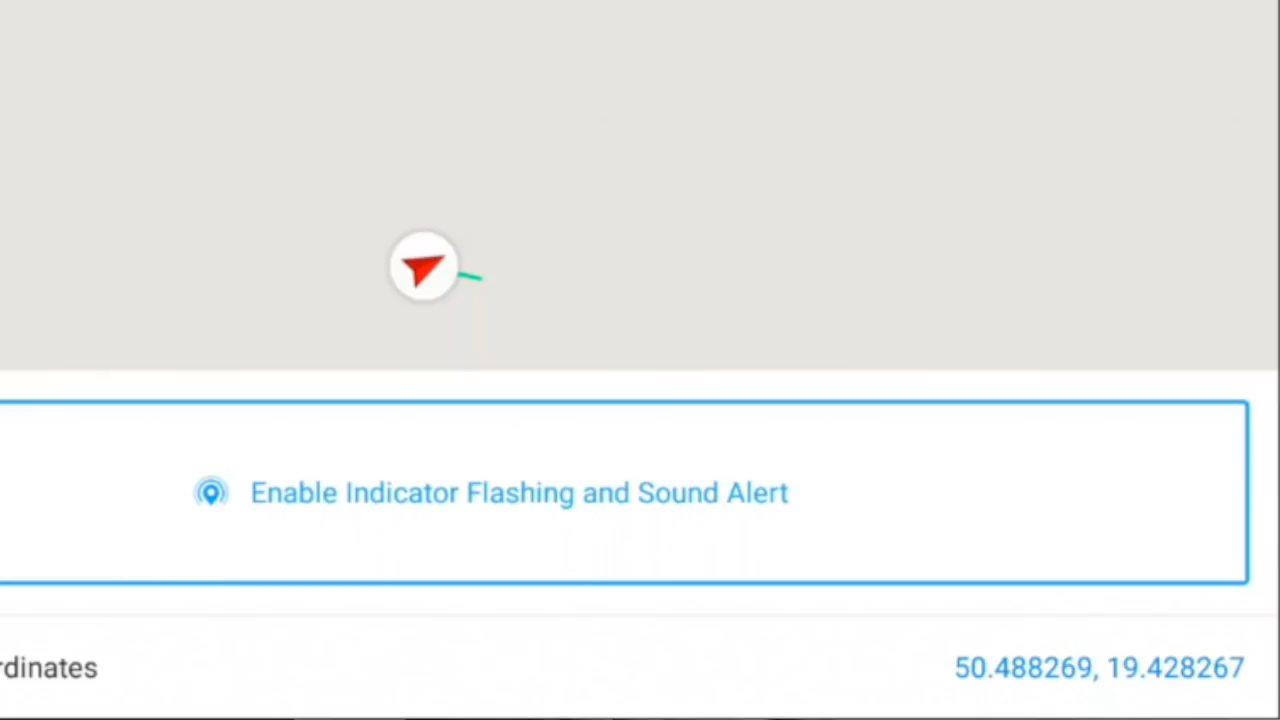 Enable Indicator Flashing and Sound Alert
rdinates
50.488269, 19.428267